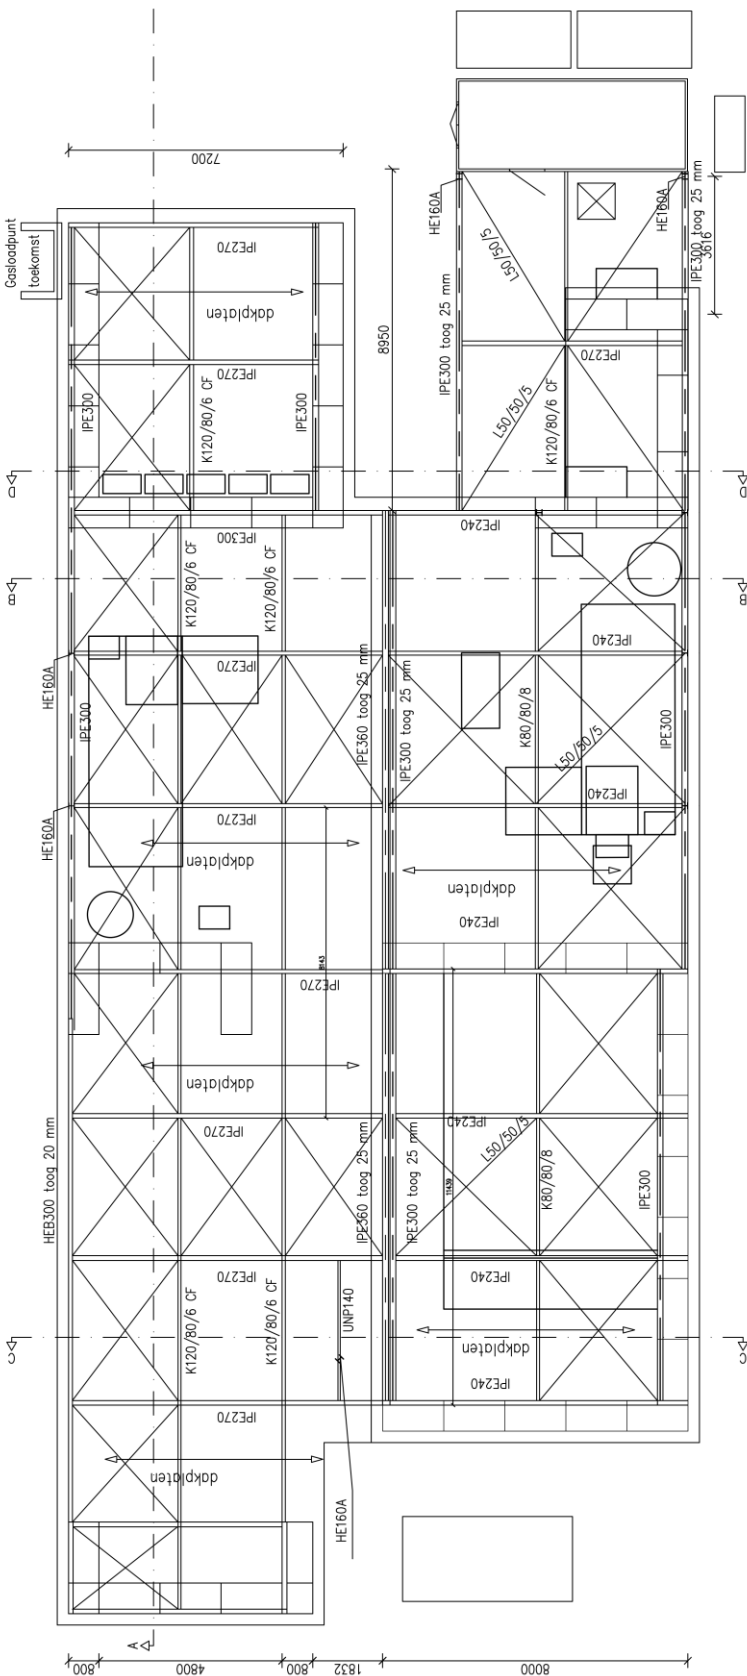 7200
Gasloadpunt
toekomst
HE160A
HE160A
IPE300 toog 25 mm
3616
L50/50/5
IPE270
dakplaten
IPE300 toog 25 mm
8950
IPE270
IPE270
IPE300
K120/80/6 CF
IPE300
L50/50/5
K120/80/6 CF
D
D
IPE300
IPE240
K120/80/6 CF
K120/80/6 CF
B
B
HE160A
IPE270
IPE240
IPE300
IPE360 toog 25 mm
IPE300 toog 25 mm
K80/80/8
L50/50/5
IPE300
IPE240
HE160A
IPE270
dakplaten
dakplaten
IPE240
8143
IPE270
dakplaten
HEB300 toog 20 mm
IPE270
IPE240
L50/50/5
IPE360 toog 25 mm
IPE300 toog 25 mm
11439
K80/80/8
IPE300
IPE270
IPE240
K120/80/6 CF
K120/80/6 CF
UNP140
dakplaten
C
C
IPE240
IPE270
dakplaten
HE160A
A
800
4800
800
1832
8000